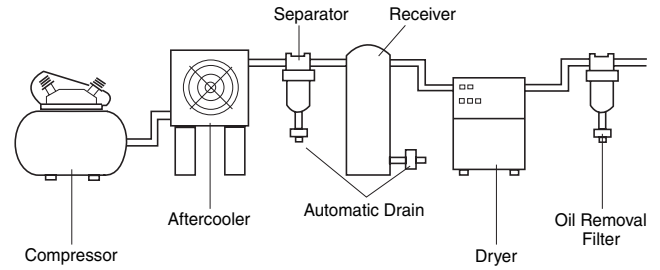 Separator
Receiver
Aftercooler
Automatic Drain
Oil Removal
Filter
Compressor
Dryer